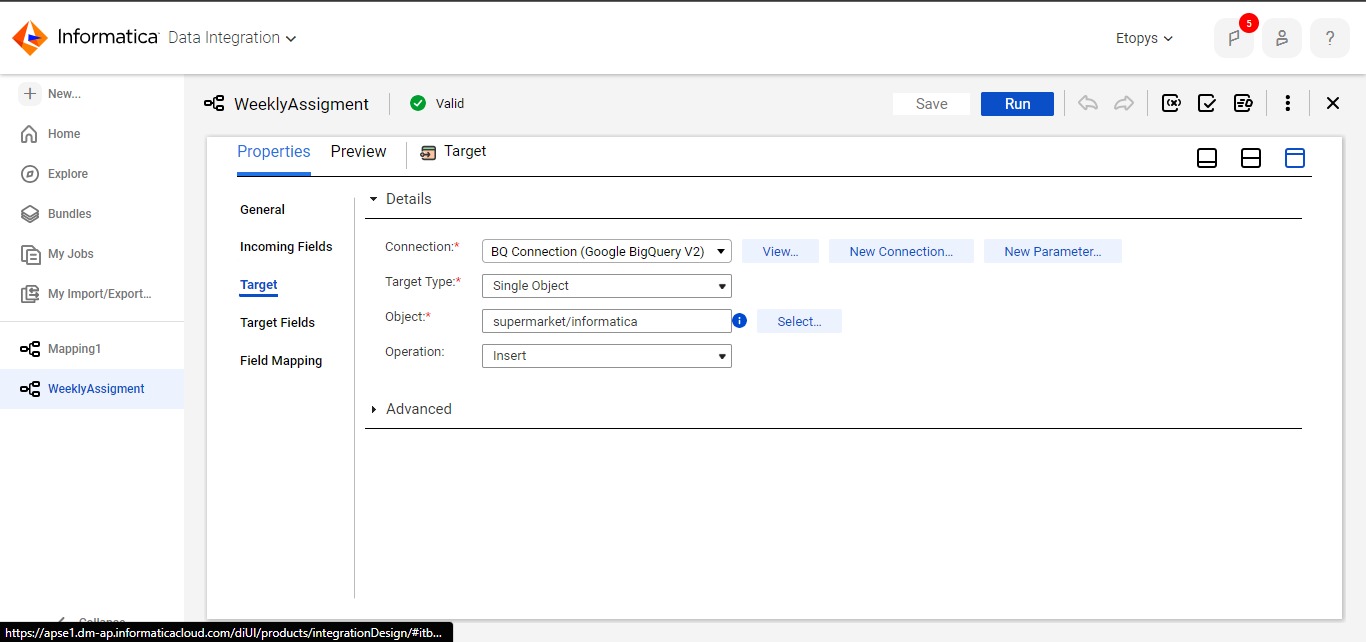 Informatica Data Integration
Etopys
5
?
New...
Home
Explore
Bundles
My Jobs
My Import/Export...
Mapping1
WeeklyAssigment
Collapse
WeeklyAssigment
Valid
Save
Run
Properties
Preview
Target
General
Incoming Fields
Target
Target Fields
Field Mapping
Details
Connection:* BQ Connection (Google BigQuery V2) View... New Connection... New Parameter...
Target Type:* Single Object
Object:* supermarket/informatica i Select...
Operation: Insert
Advanced
https://apse1.dm-ap.informaticacloud.com/diUI/products/integrationDesign/#itb...